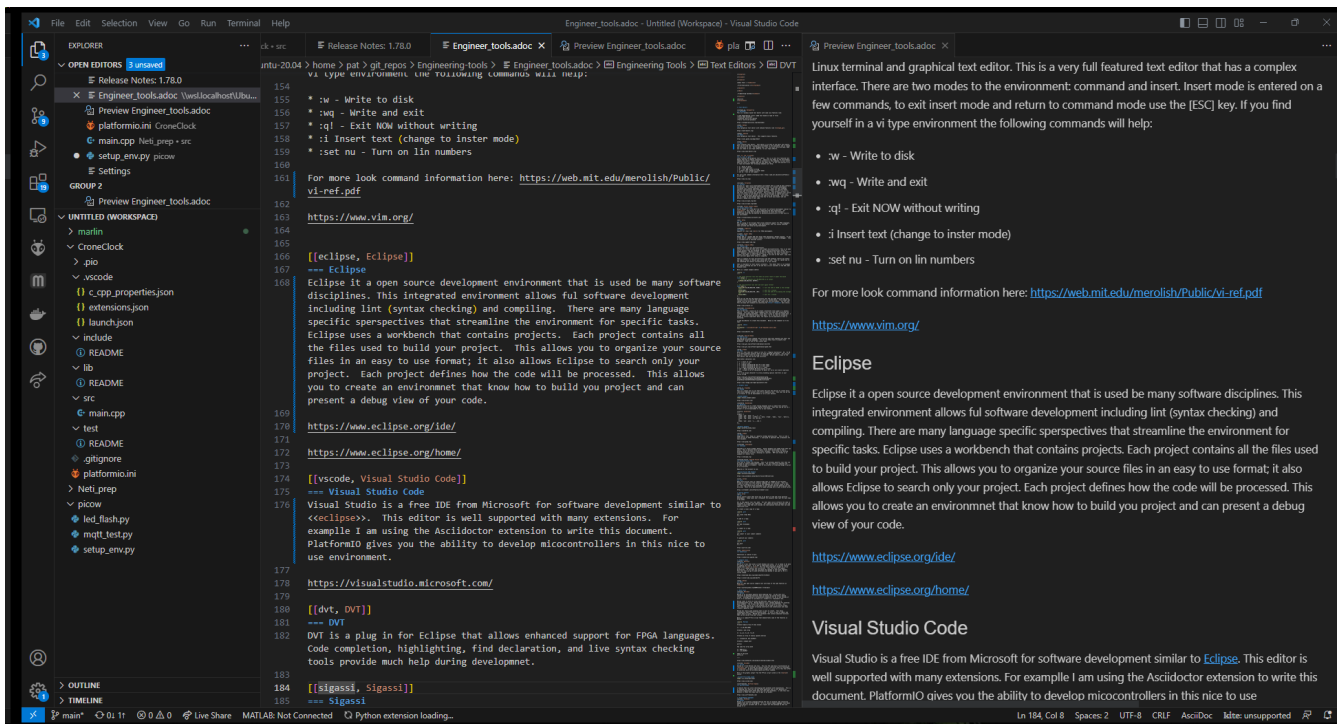 File Edit Selection View Go Run Terminal Help
Engineer_tools.adoc - Untitled (Workspace) - Visual Studio Code
EXPLORER
OPEN EDITORS 3 unsaved
Release Notes: 1.78.0
Engineer_tools.adoc \\wsl.localhost\Ubu...
Preview Engineer_tools.adoc
platformio.ini CroneClock
main.cpp Neti_prep • src
setup_env.py picow
Settings
GROUP 2
Preview Engineer_tools.adoc
UNTITLED (WORKSPACE)
marlin
CroneClock
.pio
.vscode
c_cpp_properties.json
extensions.json
launch.json
include
README
lib
README
src
main.cpp
test
README
.gitignore
platformio.ini
Neti_prep
picow
led_flash.py
mqtt_test.py
setup_env.py
OUTLINE
TIMELINE
ck • src
Release Notes: 1.78.0
Engineer_tools.adoc
Preview Engineer_tools.adoc
pla
untu-20.04 > home > pat > git_repos > Engineering-tools > Engineer_tools.adoc > Engineering Tools > Text Editors > DVT
vi type environment the following commands will help:
154
155 * :w - Write to disk
156 * :wq - Write and exit
157 * :q! - Exit NOW without writing
158 * :i Insert text (change to inster mode)
159 * :set nu - Turn on lin numbers
160
161 For more look command information here: https://web.mit.edu/merolish/Public/
vi-ref.pdf
162
163 https://www.vim.org/
164
165
166 [[eclipse, Eclipse]]
167 === Eclipse
168 Eclipse it a open source development environment that is used be many software
disciplines. This integrated environment allows ful software development
including lint (syntax checking) and compiling.  There are many language
specific sperspectives that streamline the environment for specific tasks.
Eclipse uses a workbench that contains projects.  Each project contains all
the files used to build your project.  This allows you to organize your source
files in an easy to use format; it also allows Eclipse to search only your
project.  Each project defines how the code will be processed.  This allows
you to create an environmnet that know how to build you project and can
present a debug view of your code.
169
170 https://www.eclipse.org/ide/
171
172 https://www.eclipse.org/home/
173
174 [[vscode, Visual Studio Code]]
175 === Visual Studio Code
176 Visual Studio is a free IDE from Microsoft for software development similar to
<<eclipse>>.  This editor is well supported with many extensions.  For
examplle I am using the Asciidoctor extension to write this document.
PlatformIO gives you the ability to develop micocontrollers in this nice to
use environment.
177
178 https://visualstudio.microsoft.com/
179
180 [[dvt, DVT]]
181 === DVT
182 DVT is a plug in for Eclipse that allows enhanced support for FPGA languages.
Code completion, highlighting, find declaration, and live syntax checking
tools provide much help during developmnet.
183
184 [[sigassi, Sigassi]]
185 === Sigassi
Preview Engineer_tools.adoc
Linux terminal and graphical text editor. This is a very full featured text editor that has a complex
interface. There are two modes to the environment: command and insert. Insert mode is entered on a
few commands, to exit insert mode and return to command mode use the [ESC] key. If you find
yourself in a vi type environment the following commands will help:
• :w - Write to disk
• :wq - Write and exit
• :q! - Exit NOW without writing
• :i Insert text (change to inster mode)
• :set nu - Turn on lin numbers
For more look command information here: https://web.mit.edu/merolish/Public/vi-ref.pdf
https://www.vim.org/
Eclipse
Eclipse it a open source development environment that is used be many software disciplines. This
integrated environment allows ful software development including lint (syntax checking) and
compiling. There are many language specific sperspectives that streamline the environment for
specific tasks. Eclipse uses a workbench that contains projects. Each project contains all the files used
to build your project. This allows you to organize your source files in an easy to use format; it also
allows Eclipse to search only your project. Each project defines how the code will be processed. This
allows you to create an environmnet that know how to build you project and can present a debug
view of your code.
https://www.eclipse.org/ide/
https://www.eclipse.org/home/
Visual Studio Code
Visual Studio is a free IDE from Microsoft for software development similar to Eclipse. This editor is
well supported with many extensions. For examplle I am using the Asciidoctor extension to write this
document. PlatformIO gives you the ability to develop micocontrollers in this nice to use
main* 0↓ 1↑ 0 0 Live Share MATLAB: Not Connected Python extension loading...
Ln 184, Col 8 Spaces: 2 UTF-8 CRLF AsciiDoc kite: unsupported